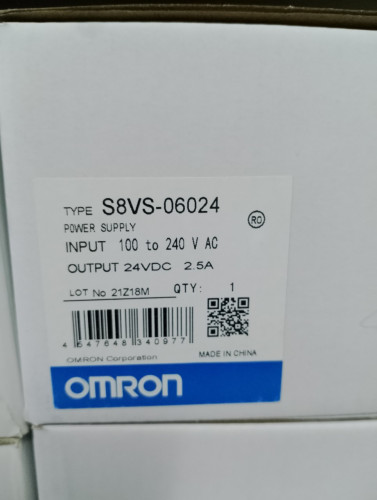 TYPE S8VS-06024
POWER SUPPLY
RO
INPUT 100 to 240 V AC
OUTPUT 24VDC 2.5A
LOT No 21Z18M QTY: 1
4 547648 340977
OMRON Corporation
MADE IN CHINA
OMRON